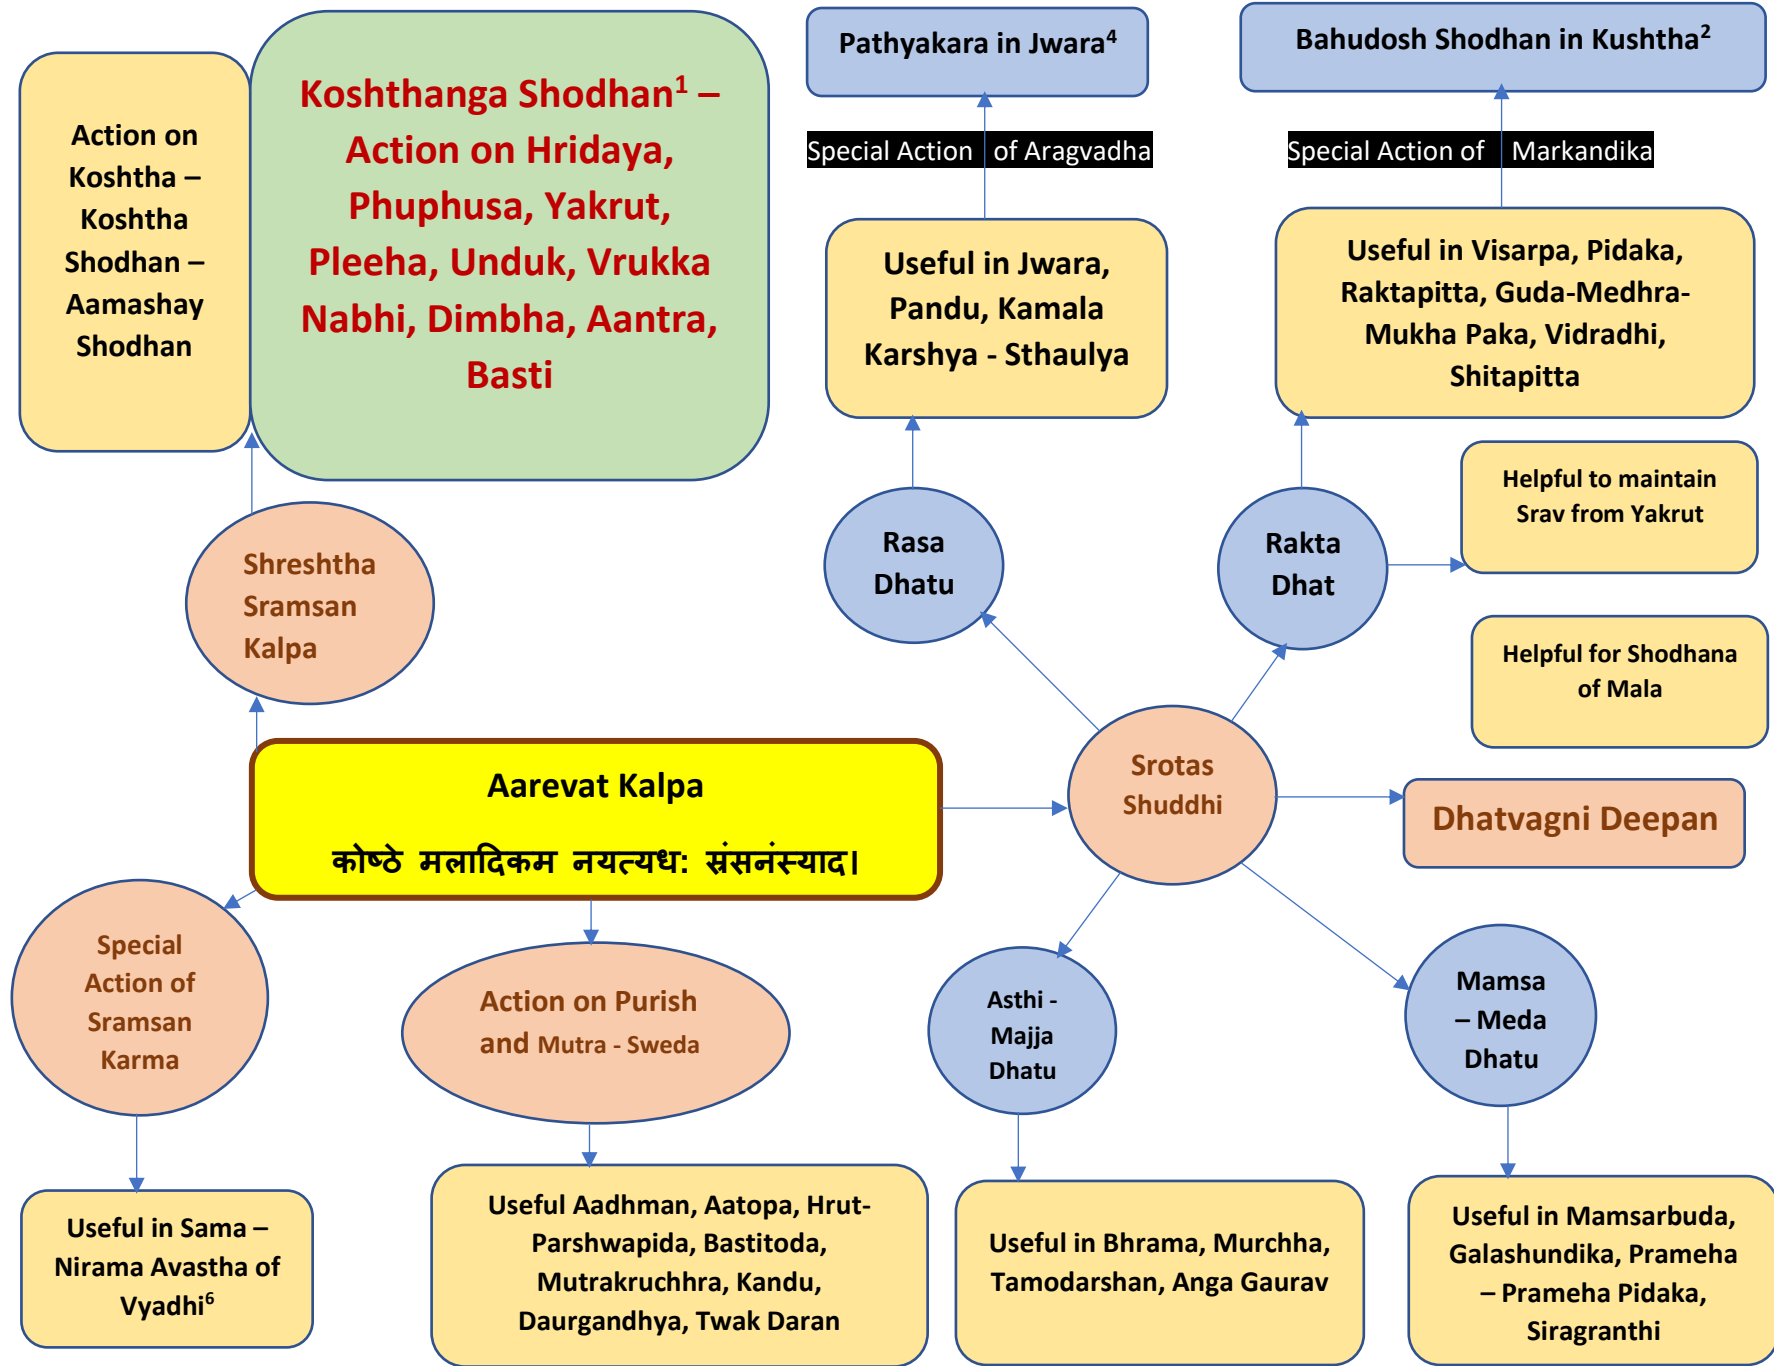 Action on
Koshtha –
Koshtha
Shodhan –
Aamashay
Shodhan
Koshthanga Shodhan¹ –
Action on Hridaya,
Phuphusa, Yakrut,
Pleeha, Unduk, Vrukka
Nabhi, Dimbha, Aantra,
Basti
Pathyakara in Jwara⁴
Bahudosh Shodhan in Kushtha²
Special Action of Aragvadha
Special Action of Markandika
Useful in Jwara,
Pandu, Kamala
Karshya - Sthaulya
Useful in Visarpa, Pidaka,
Raktapitta, Guda-Medhra-
Mukha Paka, Vidradhi,
Shitapitta
Shreshtha
Sramsan
Kalpa
Rasa
Dhatu
Rakta
Dhat
Helpful to maintain
Srav from Yakrut
Helpful for Shodhana
of Mala
Aarevat Kalpa
कोष्ठे मलादिकम नयत्यध: स्रंसनंस्याद।
Srotas
Shuddhi
Dhatvagni Deepan
Special
Action of
Sramsan
Karma
Action on Purish
and Mutra - Sweda
Asthi -
Majja
Dhatu
Mamsa
– Meda
Dhatu
Useful in Sama –
Nirama Avastha of
Vyadhi⁶
Useful Aadhman, Aatopa, Hrut-
Parshwapida, Bastitoda,
Mutrakruchhra, Kandu,
Daurgandhya, Twak Daran
Useful in Bhrama, Murchha,
Tamodarshan, Anga Gaurav
Useful in Mamsarbuda,
Galashundika, Prameha
– Prameha Pidaka,
Siragranthi